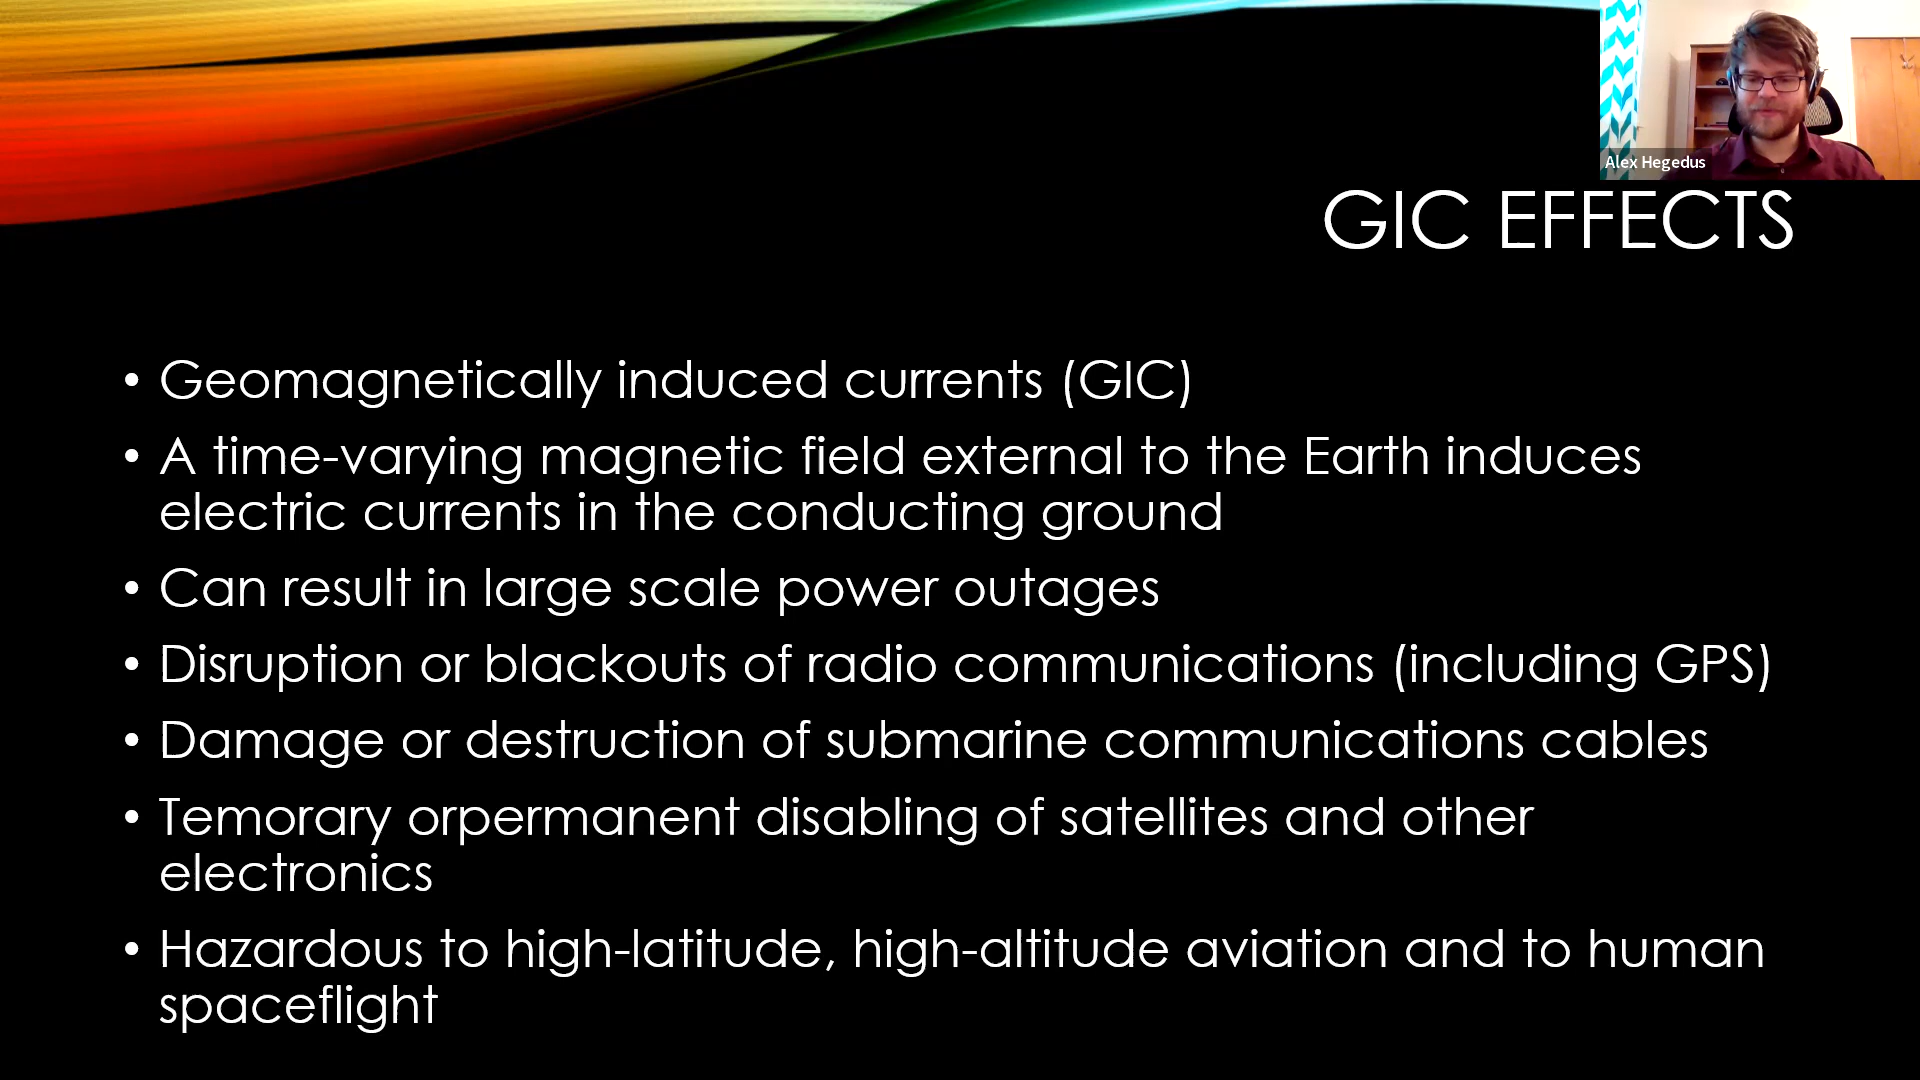 Alex Hegedus
GIC EFFECTS
• Geomagnetically induced currents (GIC)
• A time-varying magnetic field external to the Earth induces
electric currents in the conducting ground
• Can result in large scale power outages
• Disruption or blackouts of radio communications (including GPS)
• Damage or destruction of submarine communications cables
• Temorary orpermanent disabling of satellites and other
electronics
• Hazardous to high-latitude, high-altitude aviation and to human
spaceflight